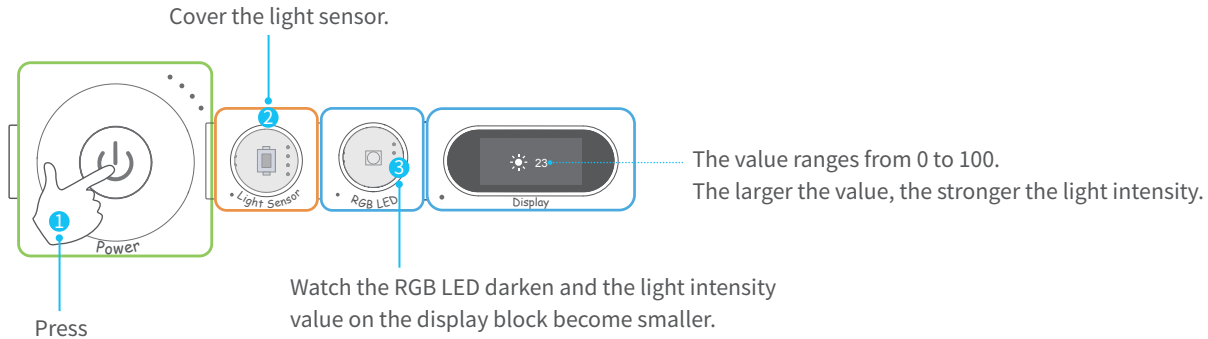 Cover the light sensor.
2
23
3
The value ranges from 0 to 100.
The larger the value, the stronger the light intensity.
Light Sensor
RGB LED
Display
1
Power
Watch the RGB LED darken and the light intensity
value on the display block become smaller.
Press